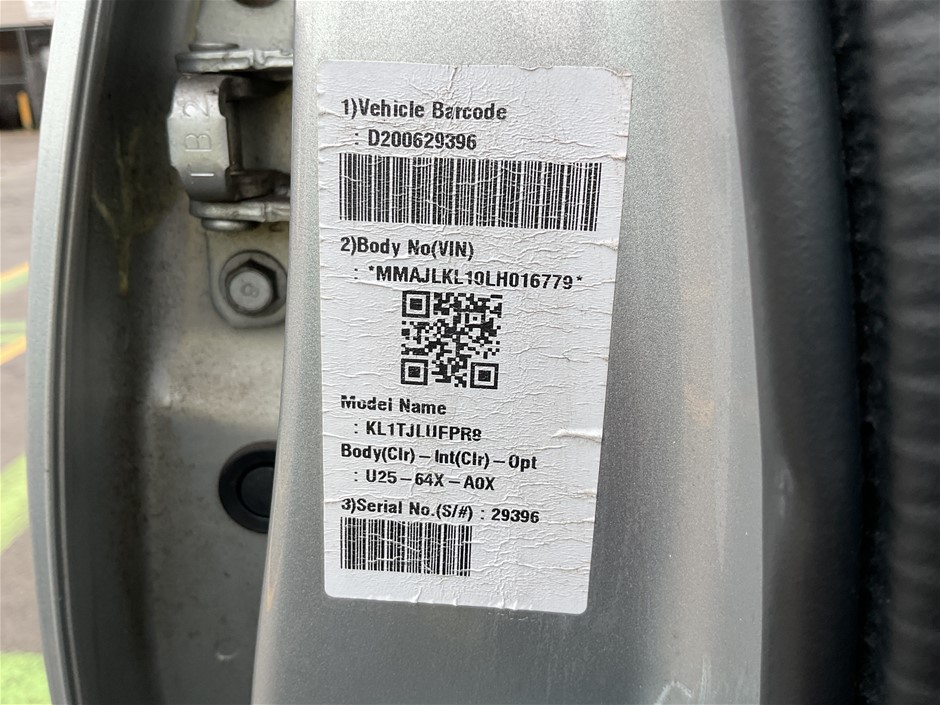 1)Vehicle Barcode
: D200629396
2)Body No(VIN)
: *MMAJLKL10LH016779*
Model Name
: KL1TJLUFPR8
Body(Clr)-Int(Clr)-Opt
: U25-64X-A0X
3)Serial No.(S/#) : 29396
1B2